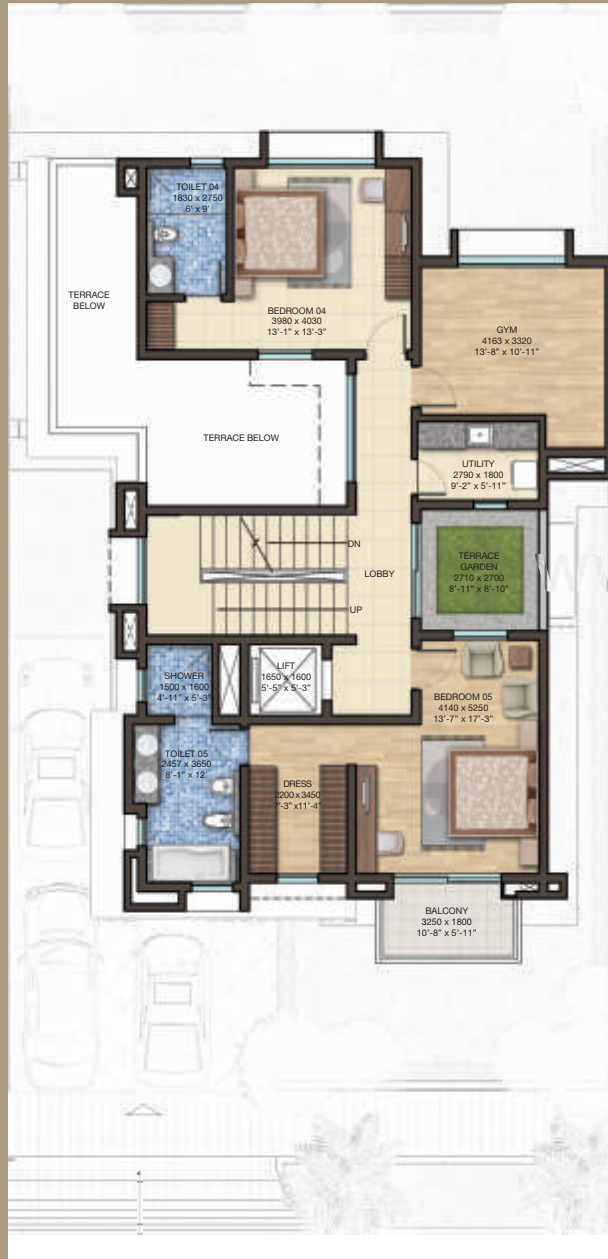 TOILET 04
1830 x 2750
6' x 9'
TERRACE
BELOW
BEDROOM 04
3980 x 4030
13'-1" x 13'-3"
GYM
4163 x 3320
13'-8" x 10'-11"
TERRACE BELOW
UTILITY
2790 x 1800
9'-2" x 5'-11"
DN
LOBBY
UP
TERRACE
GARDEN
2710 x 2700
8'-11" x 8'-10"
LIFT
1650 x 1600
5'-5" x 5'-3"
SHOWER
1500 x 1600
4'-11" x 5'-3"
BEDROOM 05
4140 x 5250
13'-7" x 17'-3"
TOILET 05
2457 x 3650
8'-1" x 12'
DRESS
2200 x 3450
7'-3" x11'-4"
BALCONY
3250 x 1800
10'-8" x 5'-11"